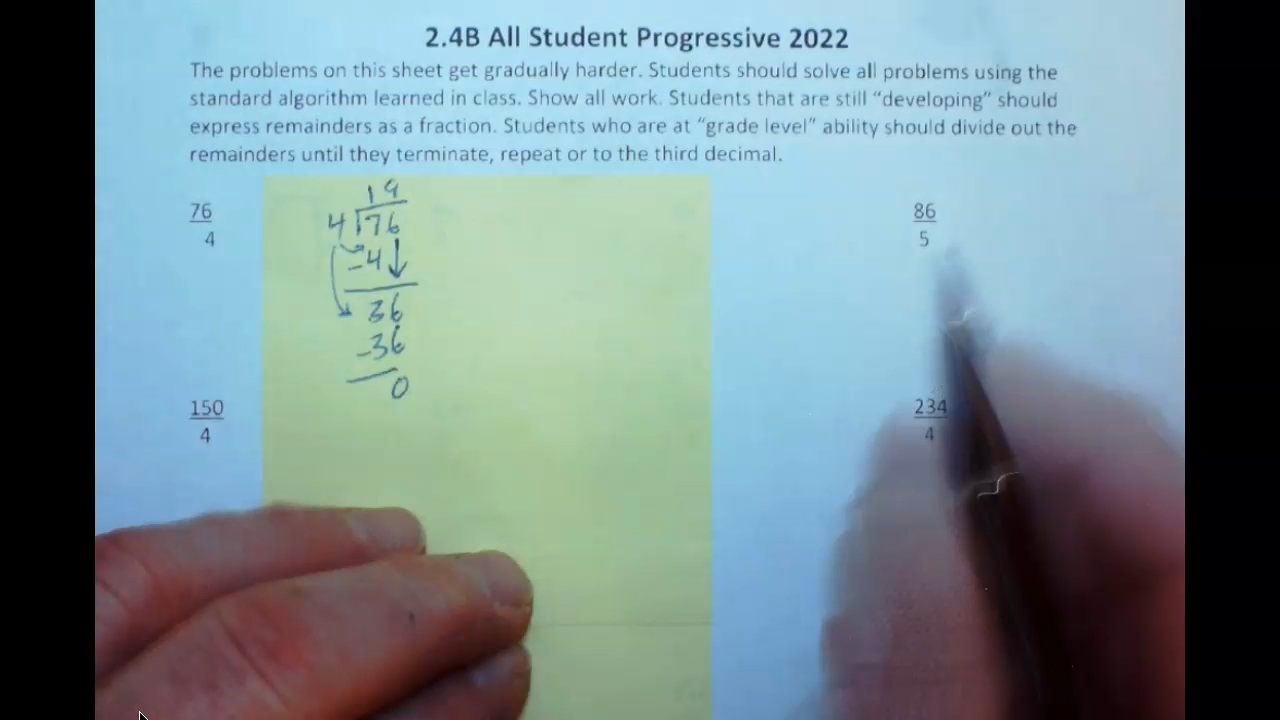 2.4B All Student Progressive 2022
The problems on this sheet get gradually harder. Students should solve all problems using the
standard algorithm learned in class. Show all work. Students that are still “developing” should
express remainders as a fraction. Students who are at “grade level” ability should divide out the
remainders until they terminate, repeat or to the third decimal.
76
4
19
4 76
-4
36
-36
0
86
5
150
4
234
4